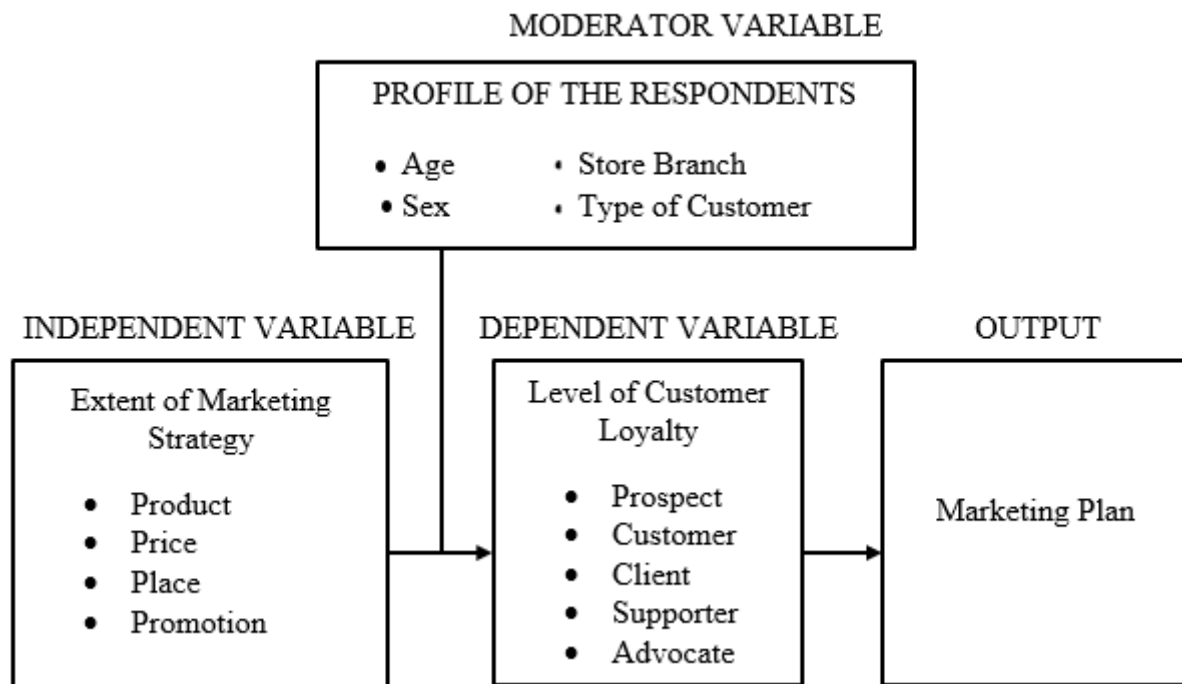 MODERATOR VARIABLE
PROFILE OF THE RESPONDENTS
• Age
• Sex
• Store Branch
• Type of Customer
INDEPENDENT VARIABLE
Extent of Marketing
Strategy
• Product
• Price
• Place
• Promotion
DEPENDENT VARIABLE
Level of Customer
Loyalty
• Prospect
• Customer
• Client
• Supporter
• Advocate
OUTPUT
Marketing Plan